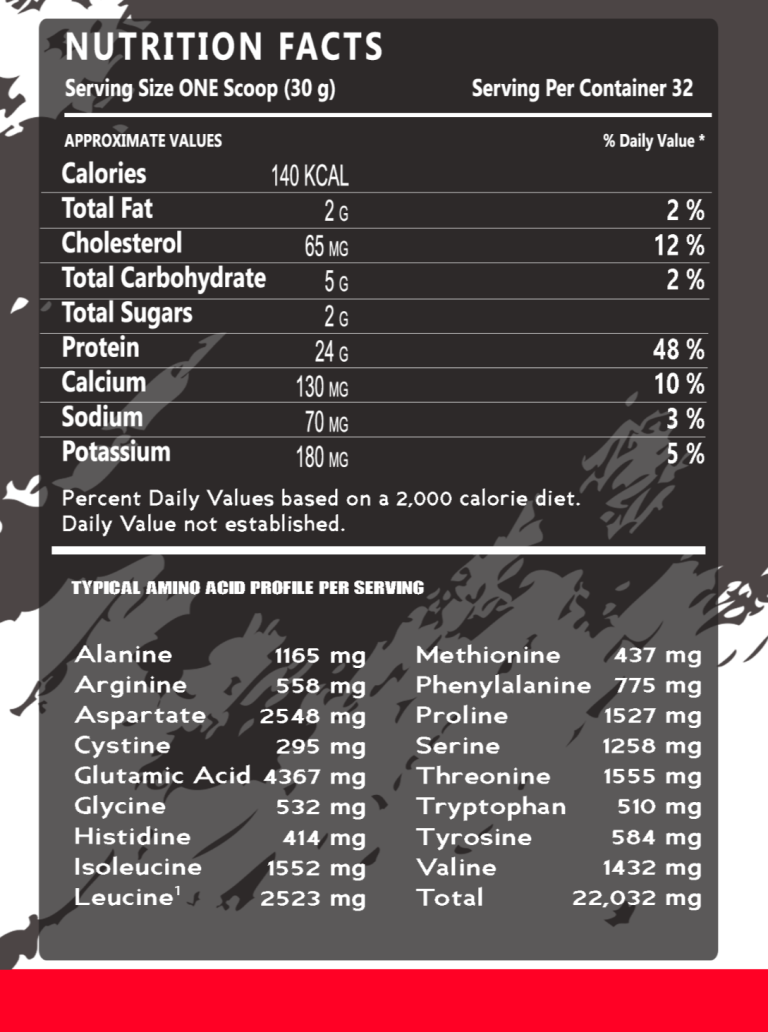 NUTRITION FACTS
Serving Size ONE Scoop (30 g) Serving Per Container 32
APPROXIMATE VALUES % Daily Value *
Calories 140 KCAL
Total Fat 2 G 2 %
Cholesterol 65 MG 12 %
Total Carbohydrate 5 G 2 %
Total Sugars 2 G
Protein 24 G 48 %
Calcium 130 MG 10 %
Sodium 70 MG 3 %
Potassium 180 MG 5 %
Percent Daily Values based on a 2,000 calorie diet.
Daily Value not established.
TYPICAL AMINO ACID PROFILE PER SERVING
Alanine 1165 mg Methionine 437 mg
Arginine 558 mg Phenylalanine 775 mg
Aspartate 2548 mg Proline 1527 mg
Cystine 295 mg Serine 1258 mg
Glutamic Acid 4367 mg Threonine 1555 mg
Glycine 532 mg Tryptophan 510 mg
Histidine 414 mg Tyrosine 584 mg
Isoleucine 1552 mg Valine 1432 mg
Leucine¹ 2523 mg Total 22,032 mg